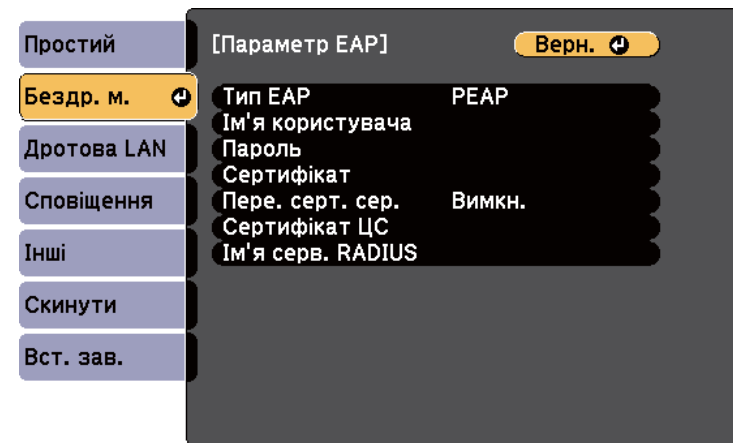 Простий
Бездр. м.
Дротова LAN
Сповіщення
Інші
Скинути
Вст. зав.
[Параметр EAP]
Верн.
Тип EAP PEAP
Ім'я користувача
Пароль
Сертифікат
Пере. серт. сер. Вимкн.
Сертифікат ЦС
Ім'я серв. RADIUS